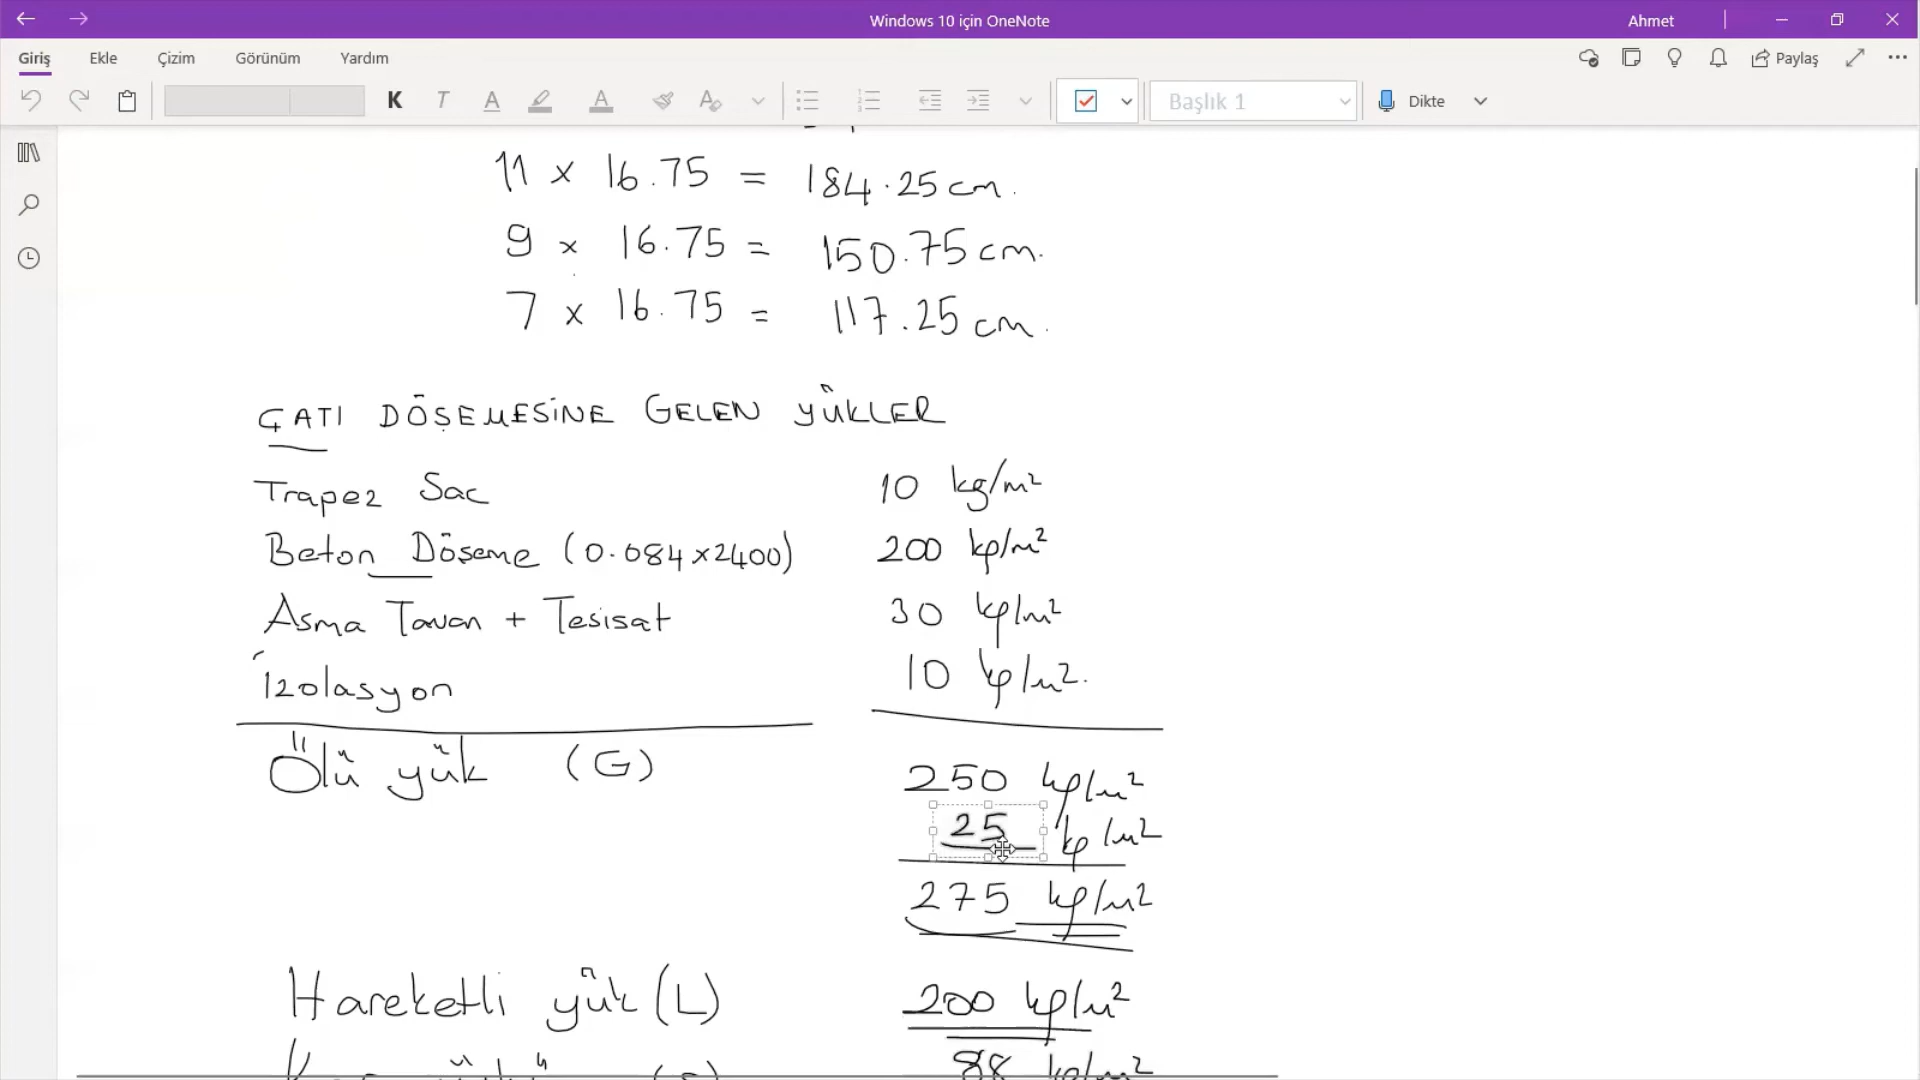 Windows 10 için OneNote
Ahmet
Giriş Ekle Çizim Görünüm Yardım
Paylaş
K T A A A
Başlık 1
Dikte
11 x 16.75 = 184.25 cm.
9 x 16.75 = 150.75 cm.
7 x 16.75 = 117.25 cm.
ÇATI DÖŞEMESİNE GELEN YÜKLER
Trapez Sac 10 kg/m²
Beton Döşeme (0.084x2400) 200 kg/m²
Asma Tavan + Tesisat 30 kg/m²
İzolasyon 10 kg/m².
Ölü yük (G) 250 kg/m²
25 kg/m²
275 kg/m²
Hareketli yük (L) 200 kg/m²
88 kg/m²